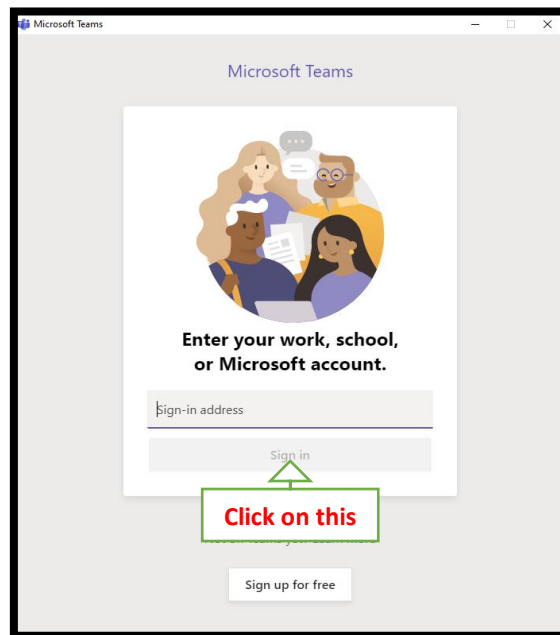 Microsoft Teams
Microsoft Teams
Enter your work, school,
or Microsoft account.
Sign-in address
Sign in
Click on this
Sign up for free